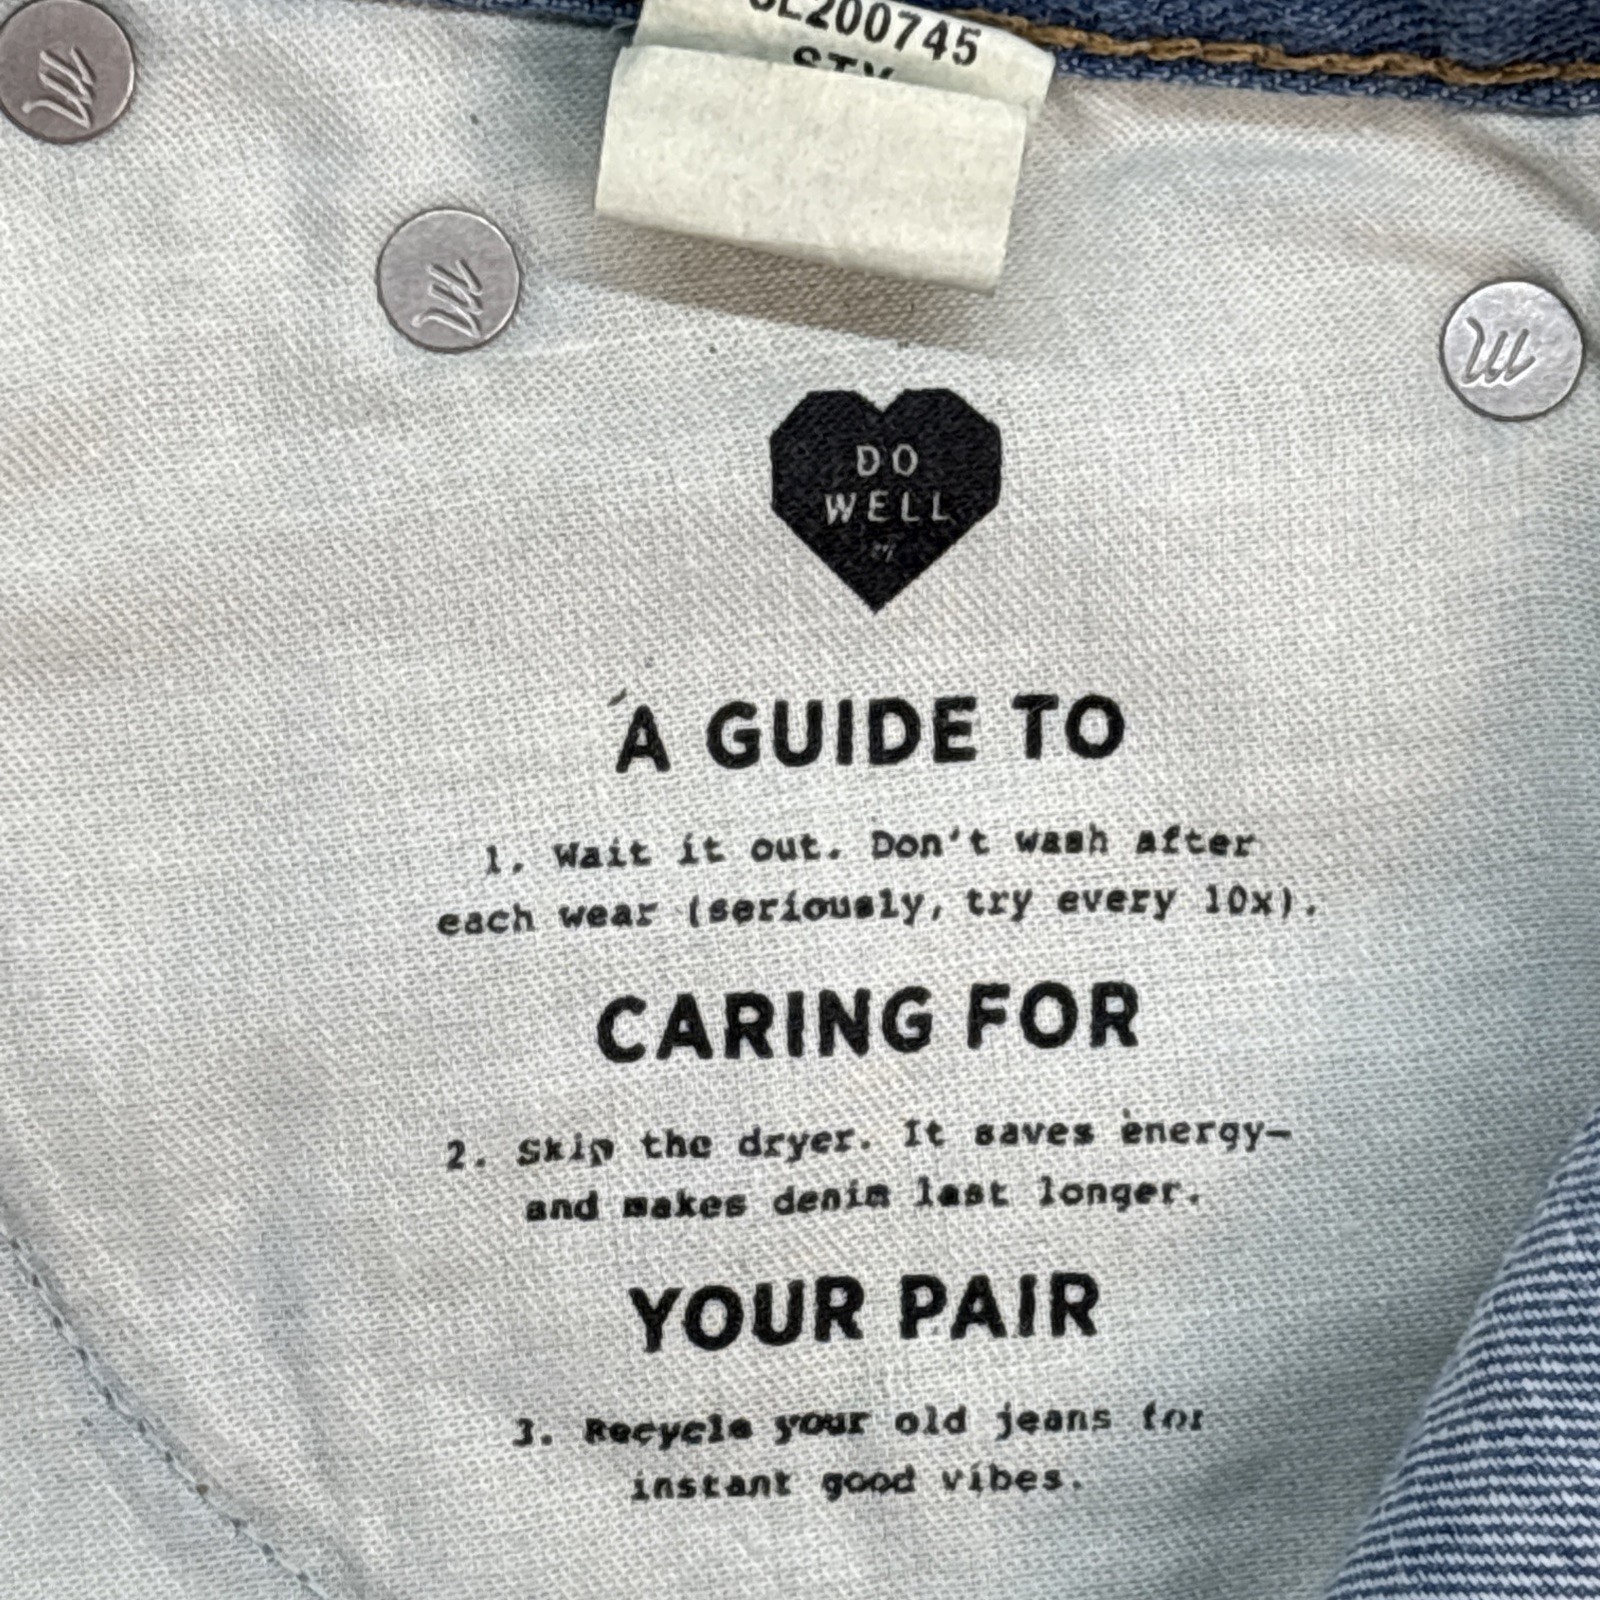 200745
DO
WELL
A GUIDE TO
1. Wait it out. Don't wash after
each wear (seriously, try every 10x).
CARING FOR
2. Skip the dryer. It saves energy—
and makes denim last longer.
YOUR PAIR
3. Recycle your old jeans for
instant good vibes.